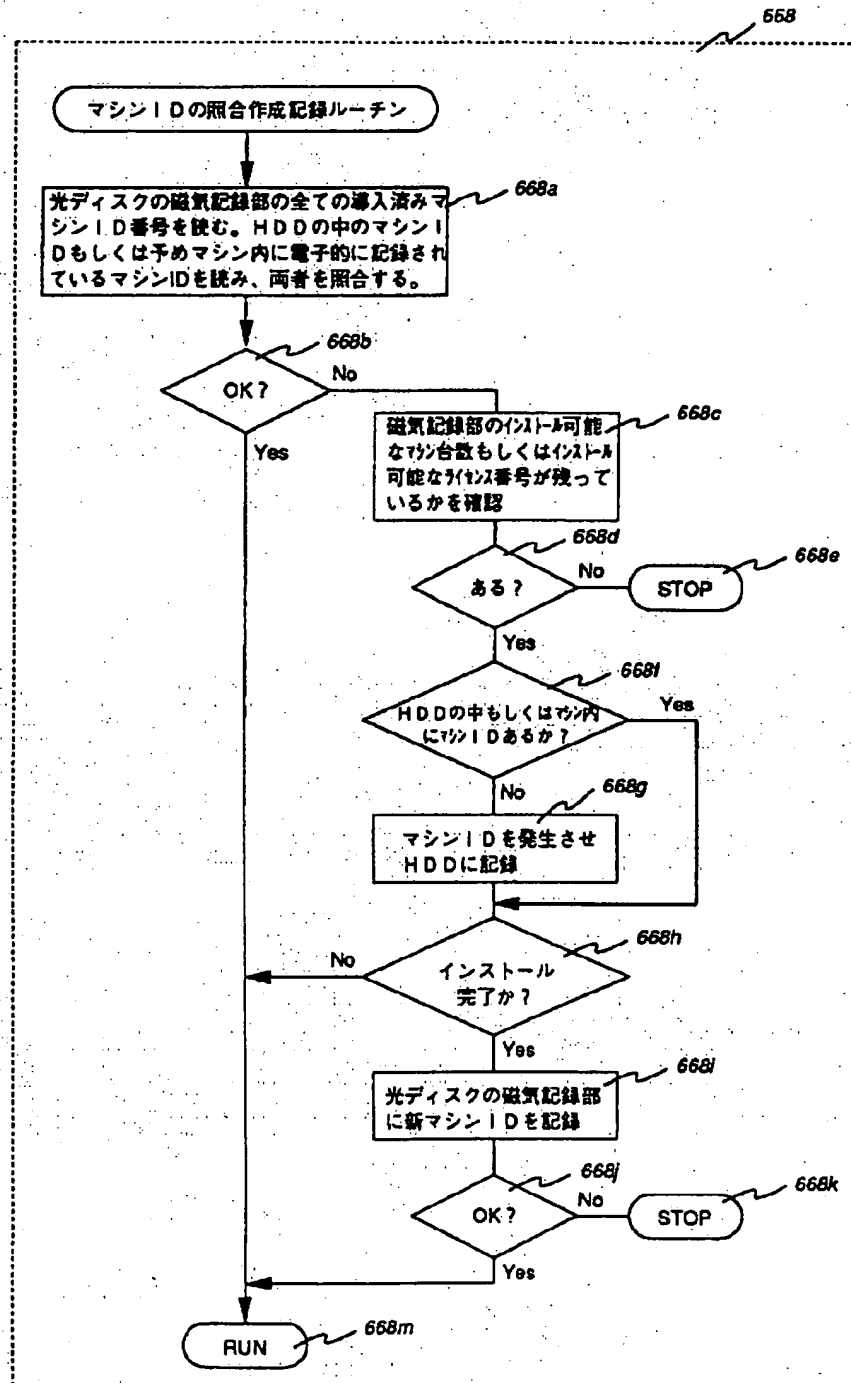 668
マシンIDの照合作成記録ルーチン
668a
光ディスクの磁気記録部の全ての導入済みマ
シンID番号を読む。HDDの中のマシンI
Dもしくは予めマシン内に電子的に記録され
ているマシンIDを読み、両者を照合する。
668b
OK?
No
Yes
668c
磁気記録部のインストール可能
なマシン台数もしくはインストール
可能なライセンス番号が残って
いるかを確認
668d
ある?
No
668e
STOP
Yes
668f
HDDの中もしくはマシン内
にマシンIDあるか?
Yes
No
668g
マシンIDを発生させ
HDDに記録
668h
インストール
完了か?
No
Yes
668i
光ディスクの磁気記録部
に新マシンIDを記録
668j
OK?
No
668k
STOP
Yes
RUN
668m